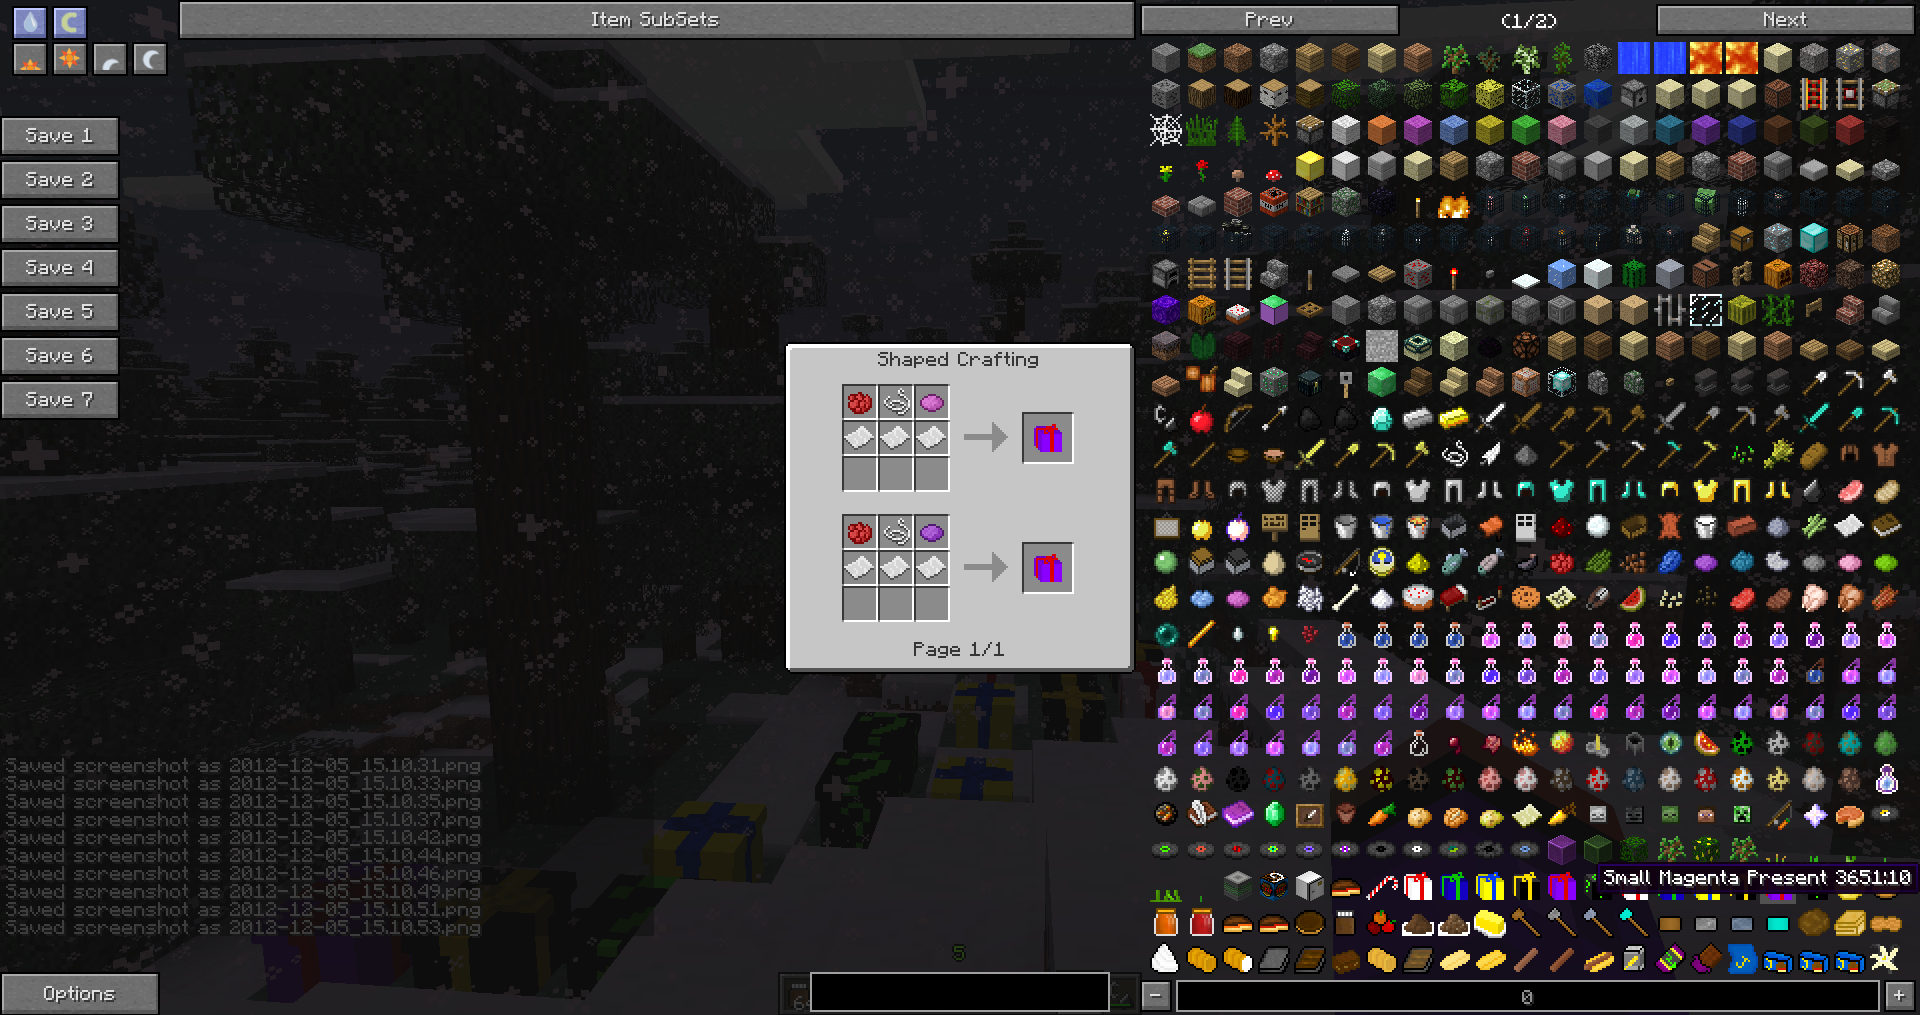 Item SubSets
Prev
(1/2)
Next
Save 1
Save 2
Save 3
Save 4
Save 5
Save 6
Save 7
Shaped Crafting
Page 1/1
Saved screenshot as 2012-12-05_15.10.31.png
Saved screenshot as 2012-12-05_15.10.33.png
Saved screenshot as 2012-12-05_15.10.35.png
Saved screenshot as 2012-12-05_15.10.37.png
Saved screenshot as 2012-12-05_15.10.42.png
Saved screenshot as 2012-12-05_15.10.44.png
Saved screenshot as 2012-12-05_15.10.46.png
Saved screenshot as 2012-12-05_15.10.49.png
Saved screenshot as 2012-12-05_15.10.51.png
Saved screenshot as 2012-12-05_15.10.53.png
Small Magenta Present 3651:10
5
Options
-
0
+